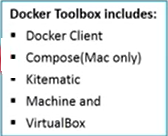 Docker Toolbox includes:
▪ Docker Client
▪ Compose(Mac only)
▪ Kitematic
▪ Machine and
▪ VirtualBox